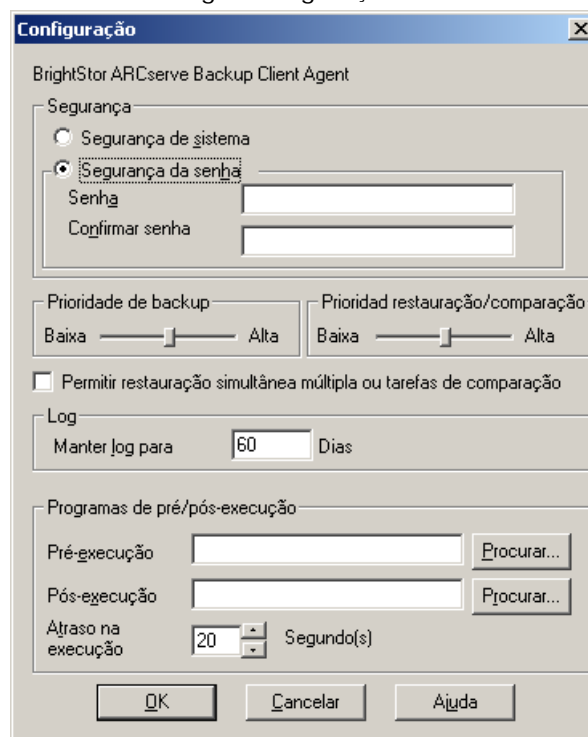 Configuração
BrightStor ARCserve Backup Client Agent
Segurança
Segurança de sistema
Segurança da senha
Senha
Confirmar senha
Prioridade de backup
Baixa Alta
Prioridad restauração/comparação
Baixa Alta
Permitir restauração simultânea múltipla ou tarefas de comparação
Log
Manter log para 60 Dias
Programas de pré/pós-execução
Pré-execução Procurar...
Pós-execução Procurar...
Atraso na
execução 20 Segundo(s)
OK Cancelar Ajuda